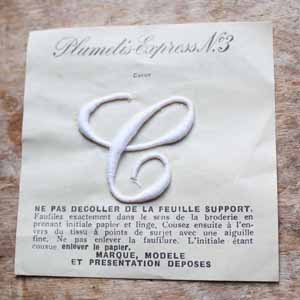 Plumetis-Express N.º3
C
NE PAS DECOLLER DE LA FEUILLE SUPPORT.
Faufilez exactement dans le sens de la broderie en
prenant initiale papier et linge, Cousez ensuite à l'en-
vers du tissu à points de surjet avec une aiguille
fine. Ne pas enlever la faufilure. L'initiale étant
cousue enlever le papier.
MARQUE, MODELE
ET PRESENTATION DEPOSES